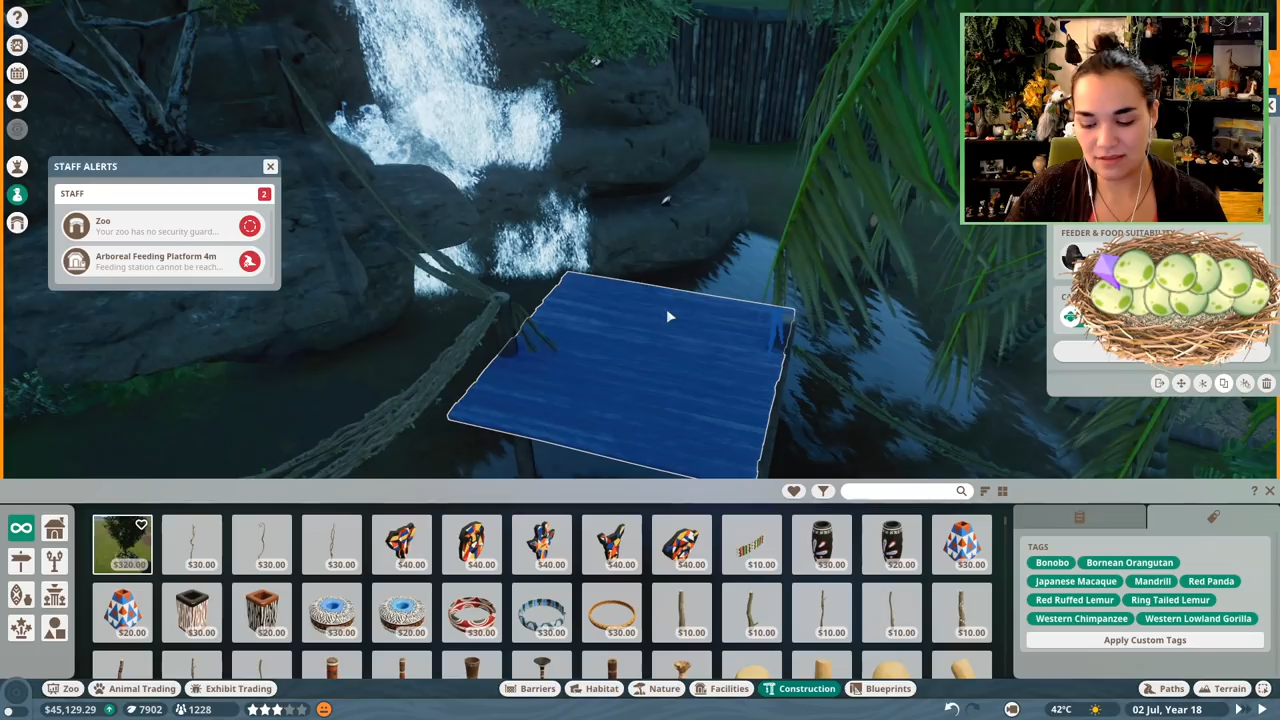 STAFF ALERTS
STAFF
2
Zoo
Your zoo has no security guard...
Arboreal Feeding Platform 4m
Feeding station cannot be reach...
FEEDER & FOOD SUITABILITY
$320.00 $30.00 $30.00 $30.00 $40.00 $40.00 $40.00 $40.00 $40.00 $10.00 $30.00 $20.00 $30.00
$20.00 $30.00 $20.00 $30.00 $20.00 $30.00 $30.00 $30.00 $10.00 $10.00 $10.00 $10.00 $10.00
TAGS
Bonobo Bornean Orangutan
Japanese Macaque Mandrill Red Panda
Red Ruffed Lemur Ring Tailed Lemur
Western Chimpanzee Western Lowland Gorilla
Apply Custom Tags
Zoo Animal Trading Exhibit Trading Barriers Habitat Nature Facilities Construction Blueprints Paths Terrain
$45,129.29 7902 1228 42°C 02 Jul, Year 18